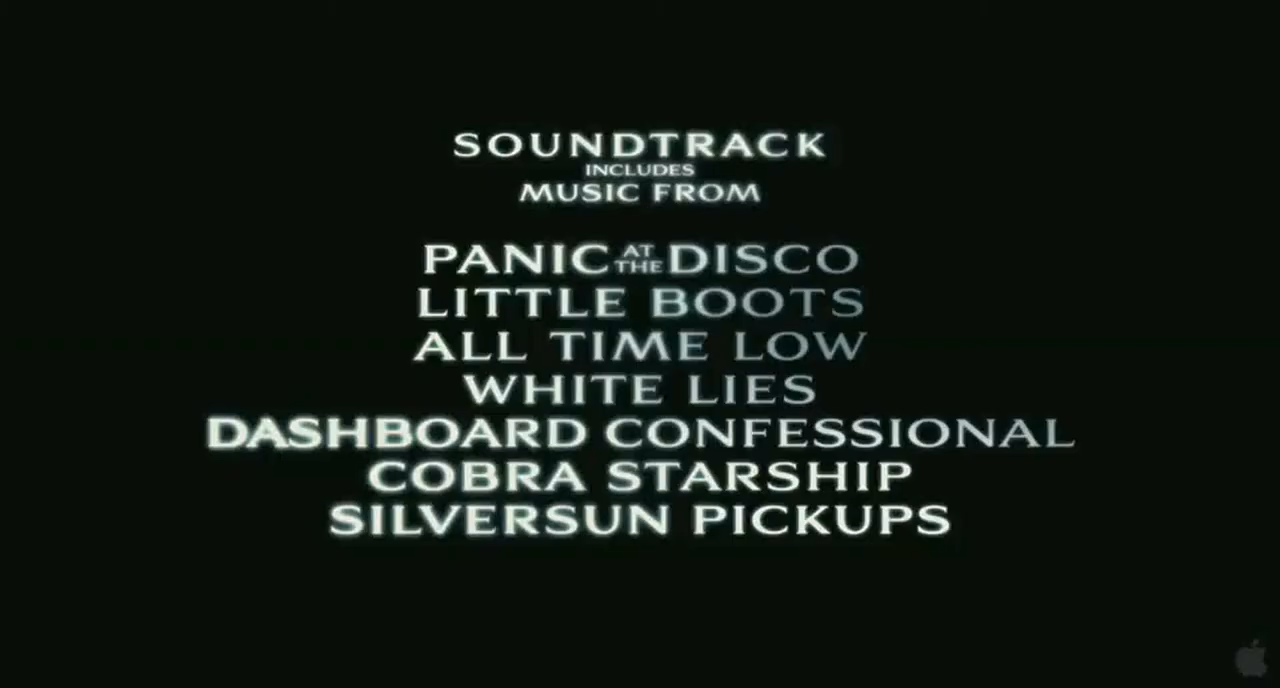 SOUNDTRACK
INCLUDES
MUSIC FROM
PANIC AT THE DISCO
LITTLE BOOTS
ALL TIME LOW
WHITE LIES
DASHBOARD CONFESSIONAL
COBRA STARSHIP
SILVERSUN PICKUPS